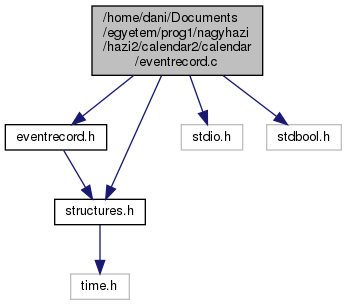 /home/dani/Documents
/egyetem/prog1/nagyhazi
/hazi2/calendar2/calendar
/eventrecord.c
eventrecord.h
stdio.h
stdbool.h
structures.h
time.h